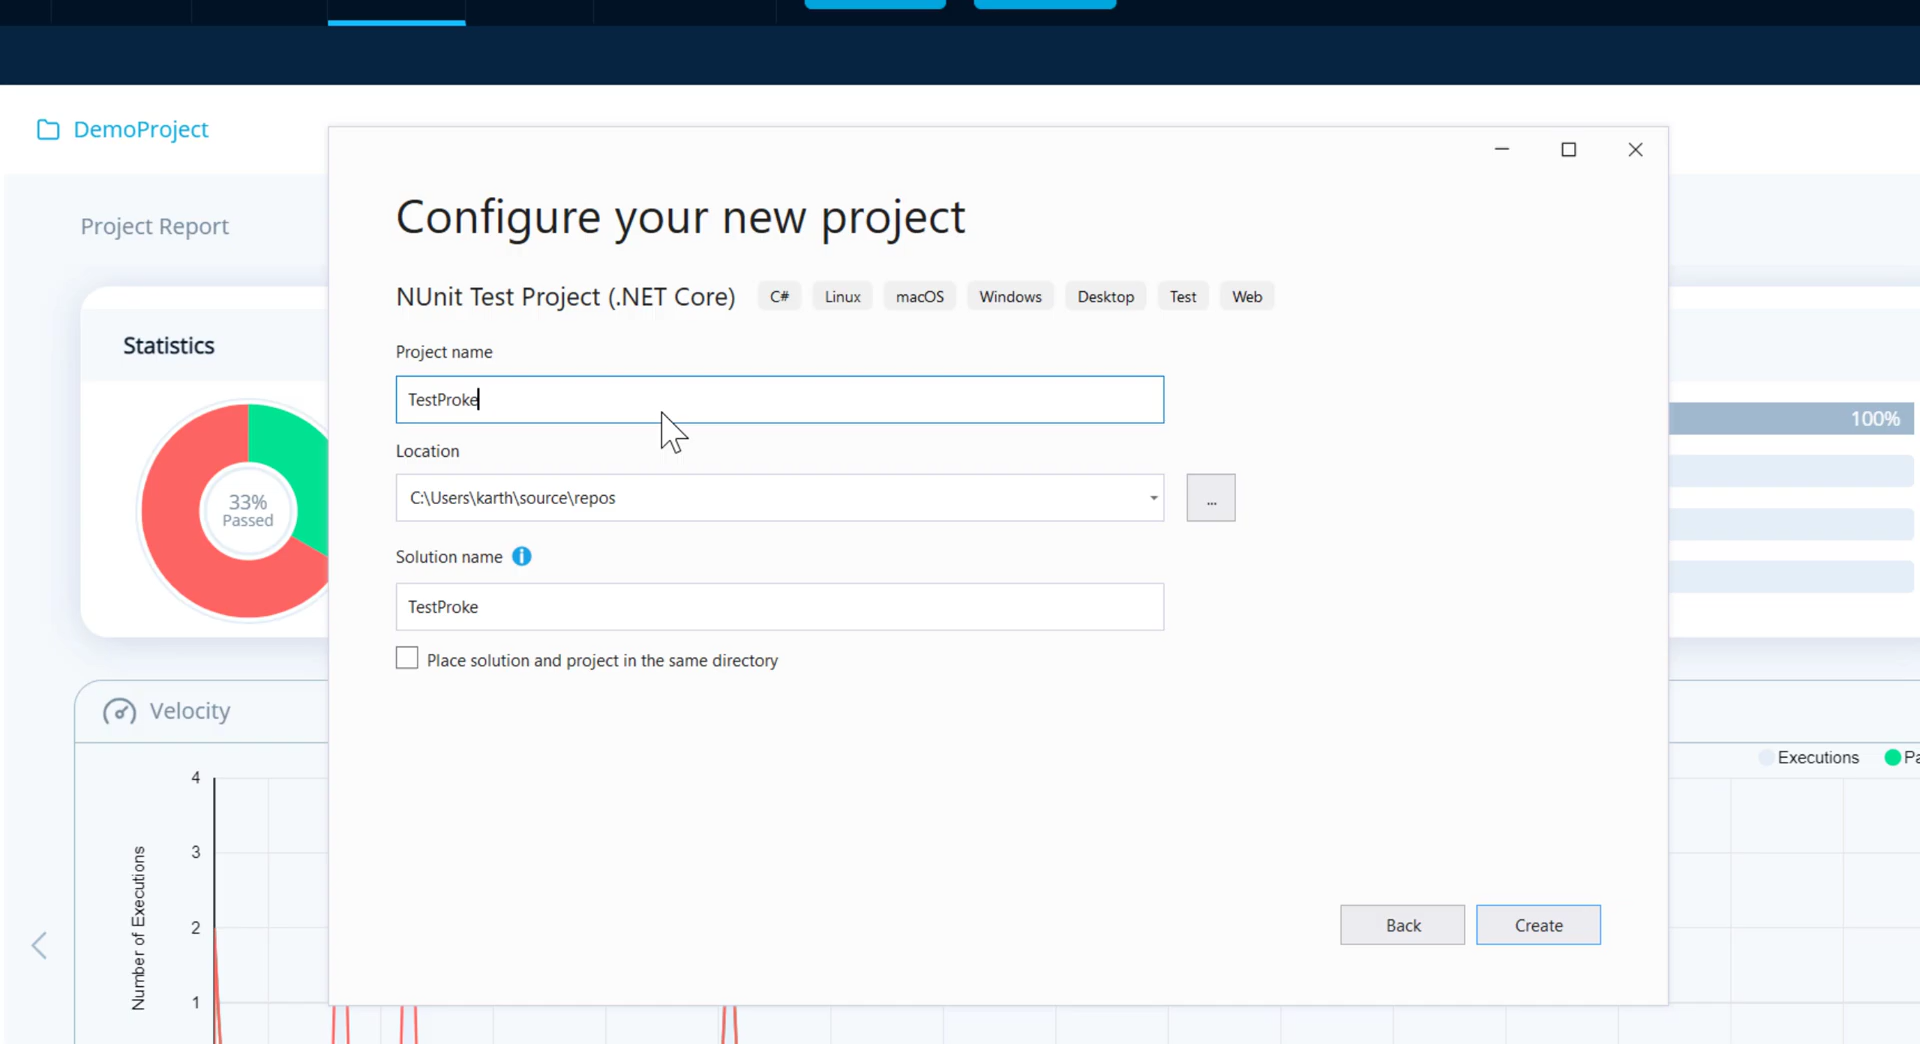 DemoProject
Project Report
Configure your new project
NUnit Test Project (.NET Core) C# Linux macOS Windows Desktop Test Web
Project name
TestProke
Location
C:\Users\karth\source\repos
...
Solution name
TestProke
Place solution and project in the same directory
Back
Create
Statistics
33%
Passed
100%
Velocity
Executions
Pa
Number of Executions
4
3
2
1